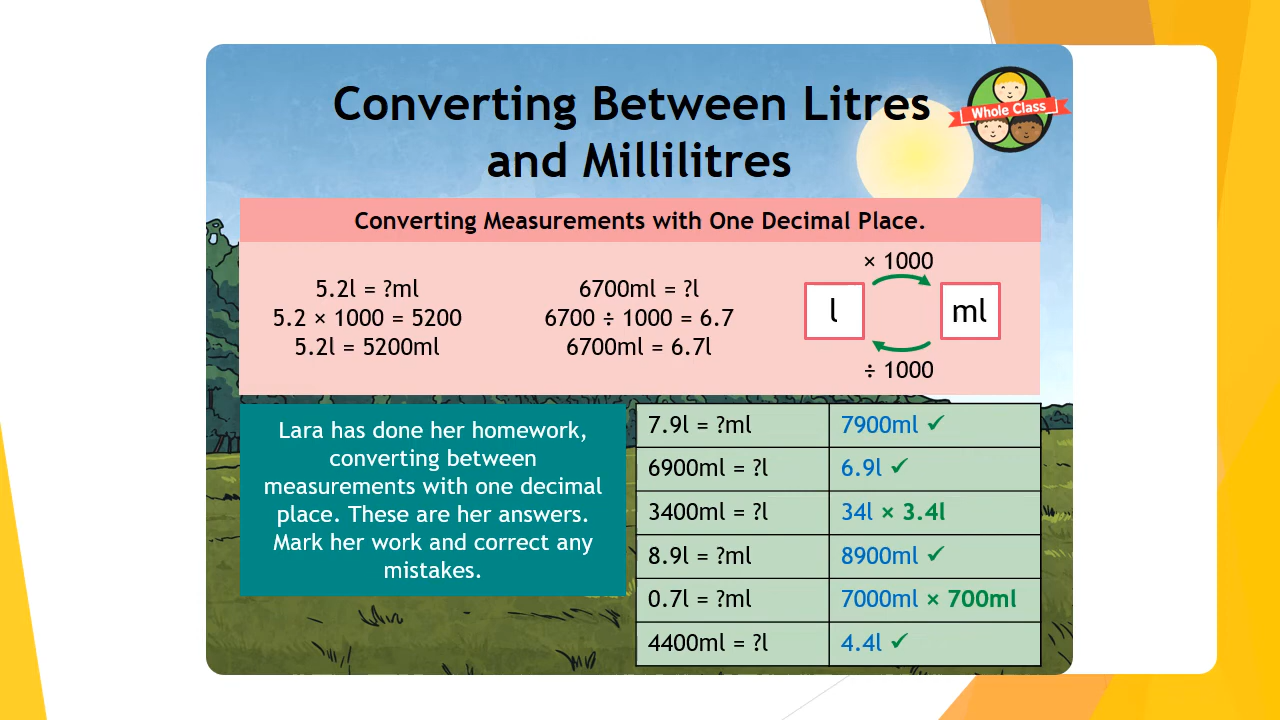 Converting Between Litres
and Millilitres
Whole Class
Converting Measurements with One Decimal Place.
5.2l = ?ml
5.2 × 1000 = 5200
5.2l = 5200ml
6700ml = ?l
6700 ÷ 1000 = 6.7
6700ml = 6.7l
× 1000
l
ml
÷ 1000
Lara has done her homework,
converting between
measurements with one decimal
place. These are her answers.
Mark her work and correct any
mistakes.
7.9l = ?ml 7900ml ✓
6900ml = ?l 6.9l ✓
3400ml = ?l 34l × 3.4l
8.9l = ?ml 8900ml ✓
0.7l = ?ml 7000ml × 700ml
4400ml = ?l 4.4l ✓